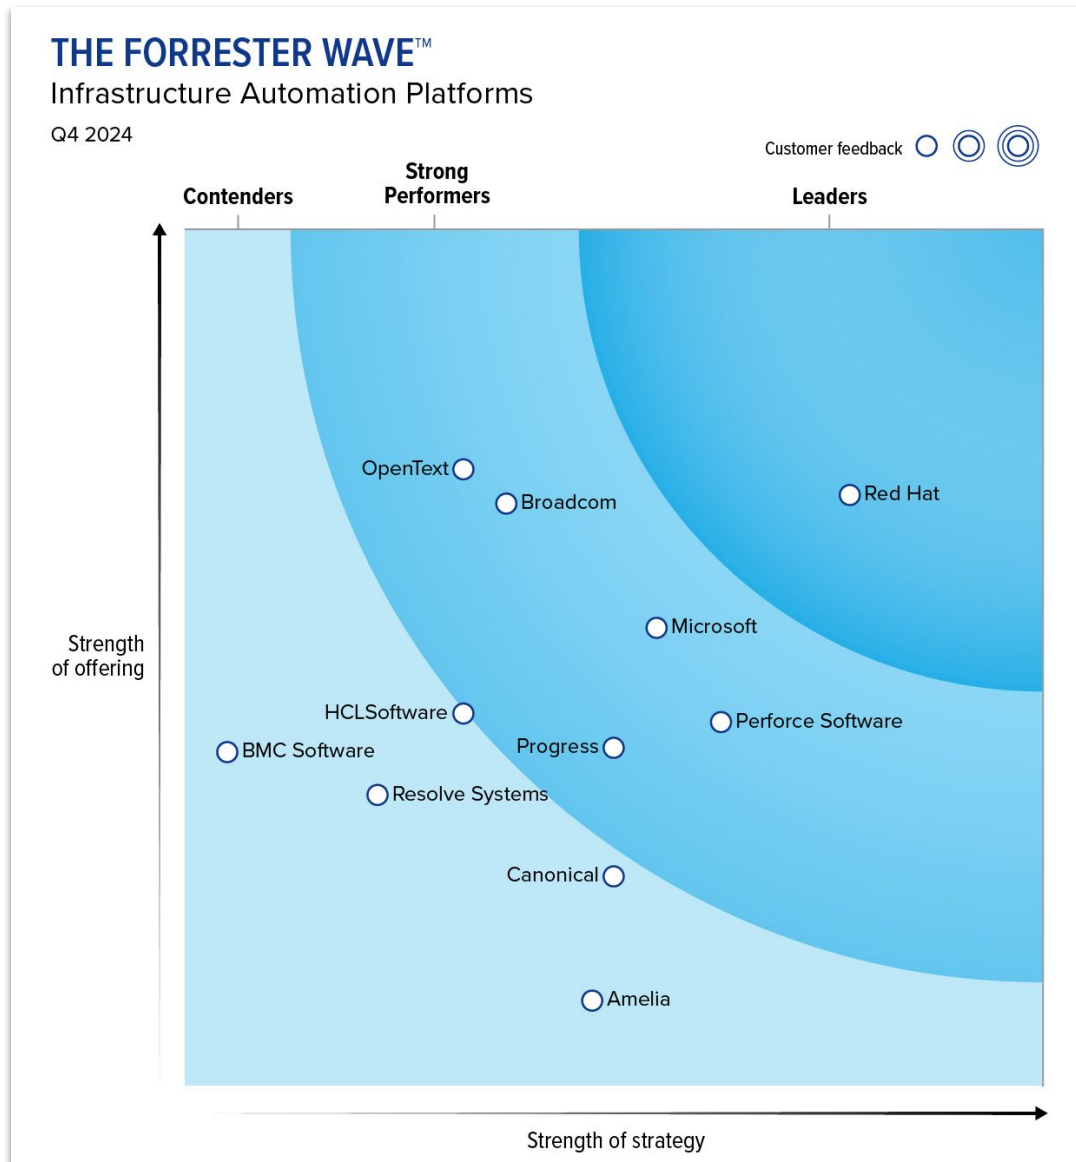 THE FORRESTER WAVE™
Infrastructure Automation Platforms
Q4 2024
Customer feedback
Contenders
Strong
Performers
Leaders
OpenText
Broadcom
Red Hat
Microsoft
Strength
of offering
HCLSoftware
Perforce Software
BMC Software
Progress
Resolve Systems
Canonical
Amelia
Strength of strategy